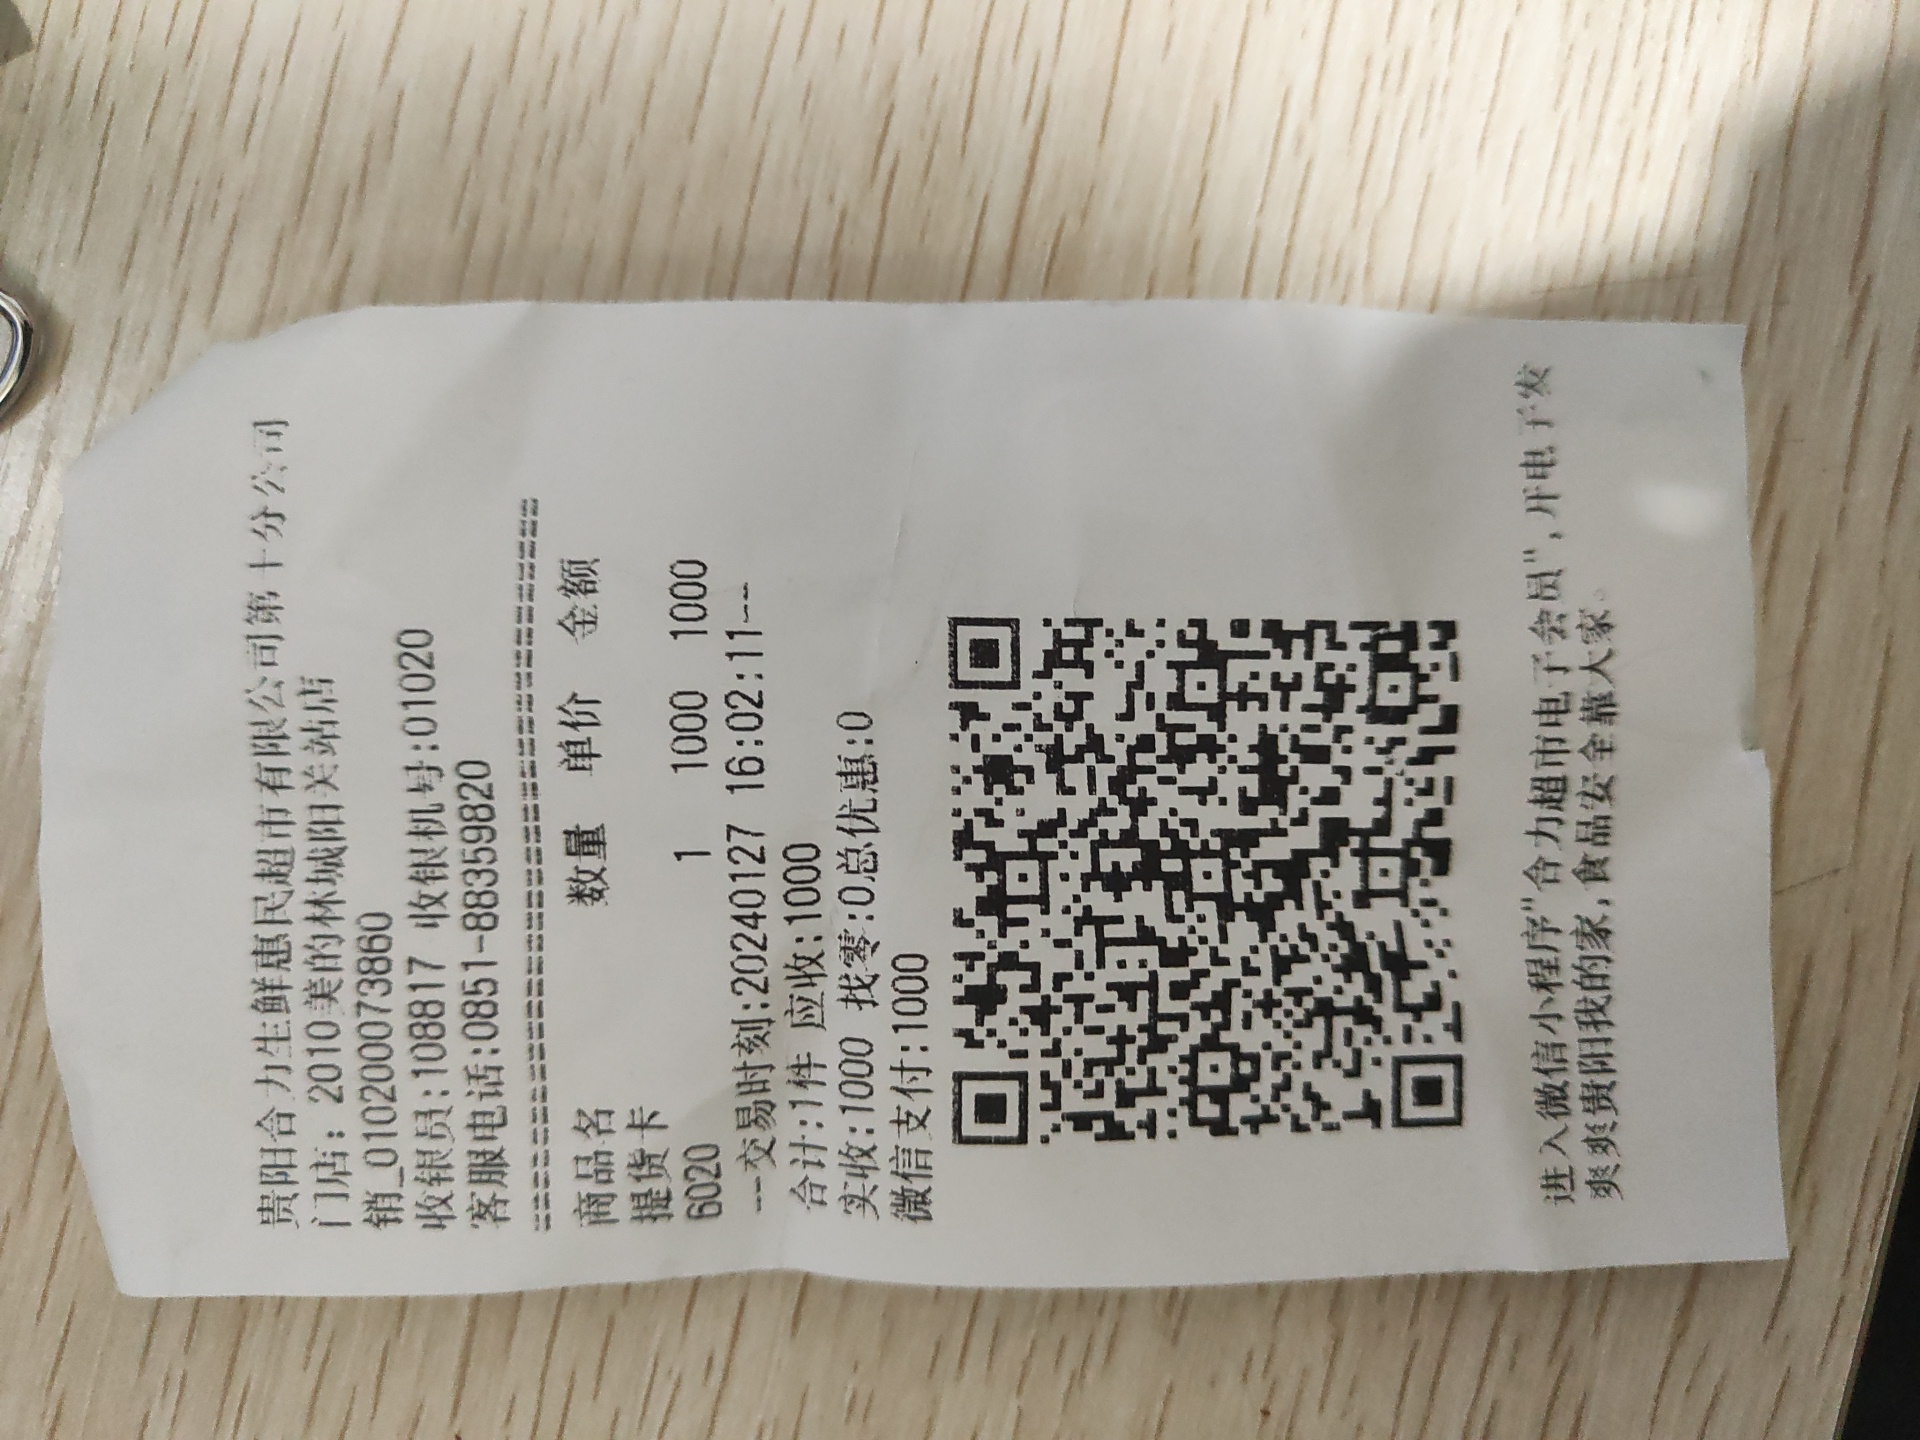 贵阳合力生鲜惠民超市有限公司第十分公司
门店: 2010美的林城阳关站店
销_0102000073860
收银员:108817 收银机号:01020
客服电话:0851-88359820
==================================================
商品名 数量 单价 金额
提货卡
6020 1 1000 1000
--交易时刻:20240127 16:02:11--
合计:1件 应收:1000
实收:1000 找零:0总优惠:0
微信支付:1000
进入微信小程序"合力超市电子会员",开电子发
爽爽贵阳我的家,食品安全靠大家。